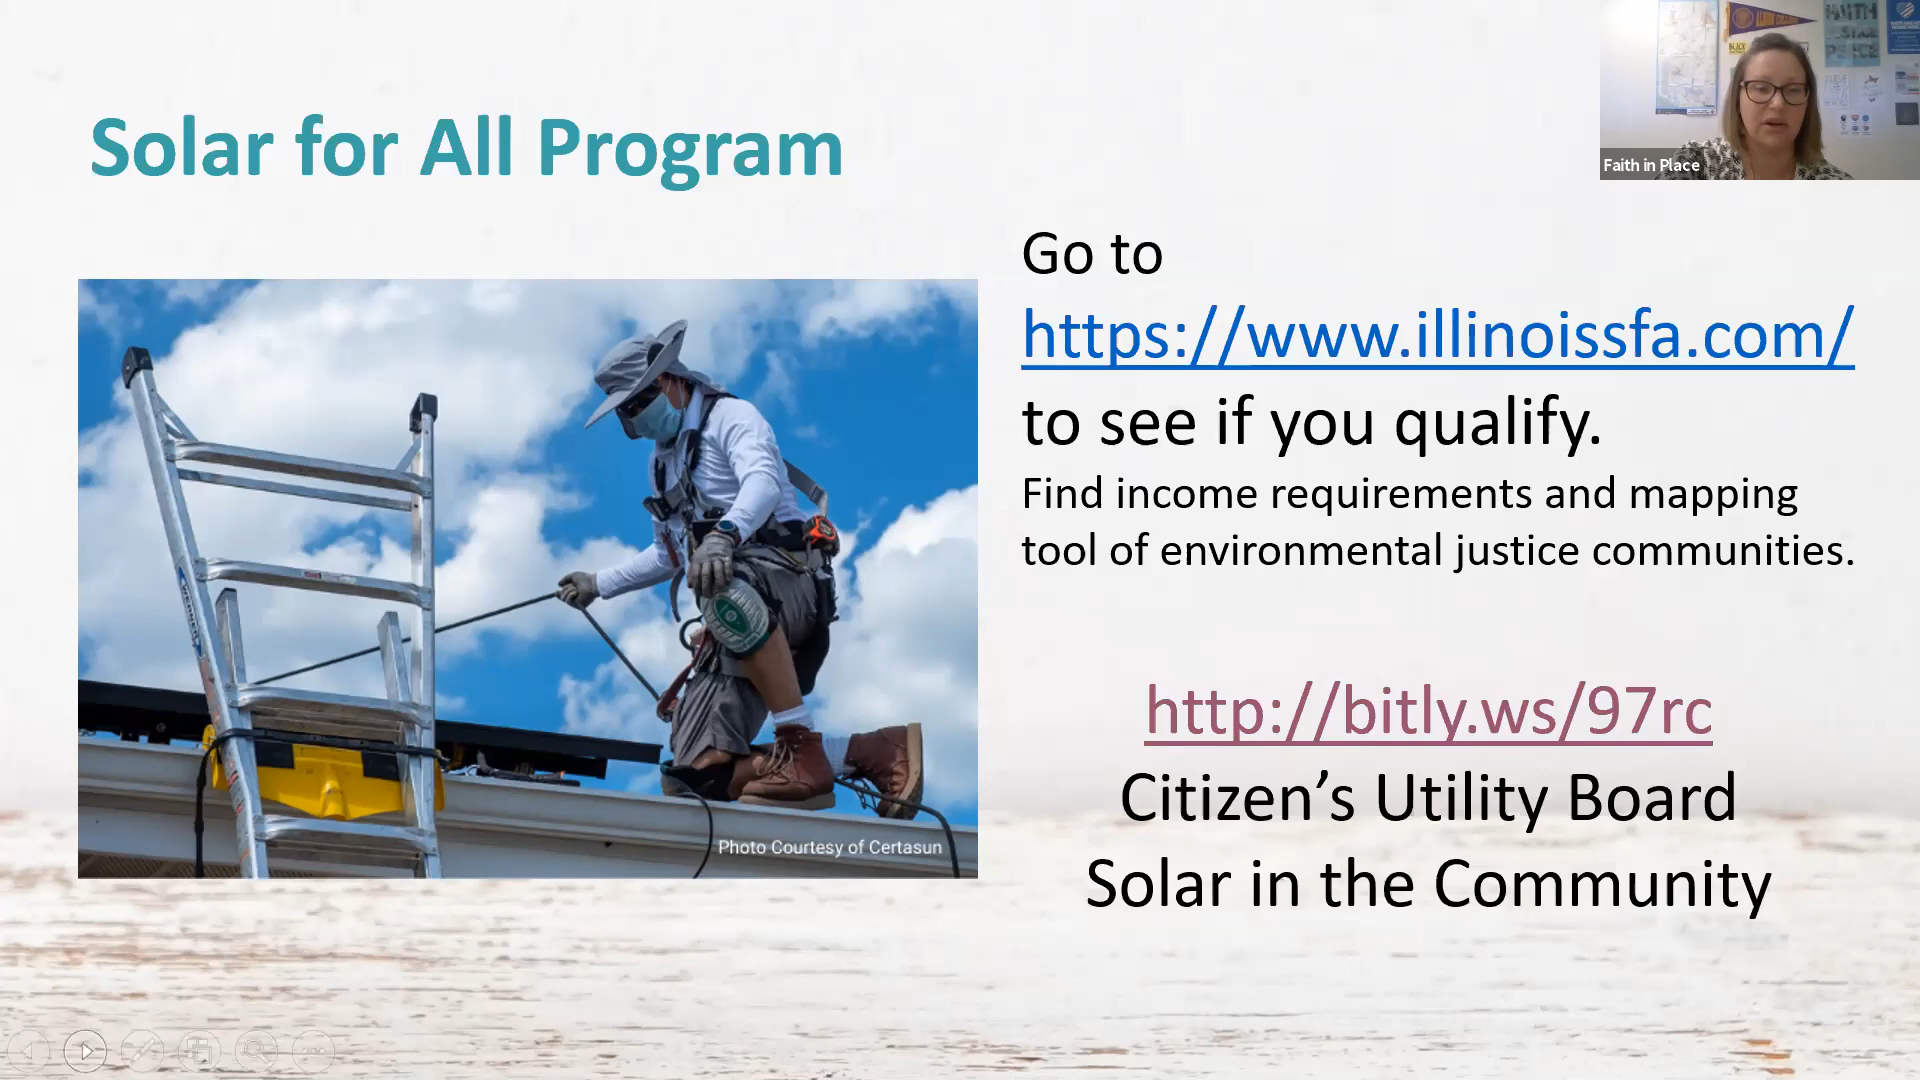 Solar for All Program
Faith in Place
Go to
https://www.illinoissfa.com/
to see if you qualify.
Find income requirements and mapping
tool of environmental justice communities.
http://bitly.ws/97rc
Citizen’s Utility Board
Solar in the Community
Photo Courtesy of Certasun